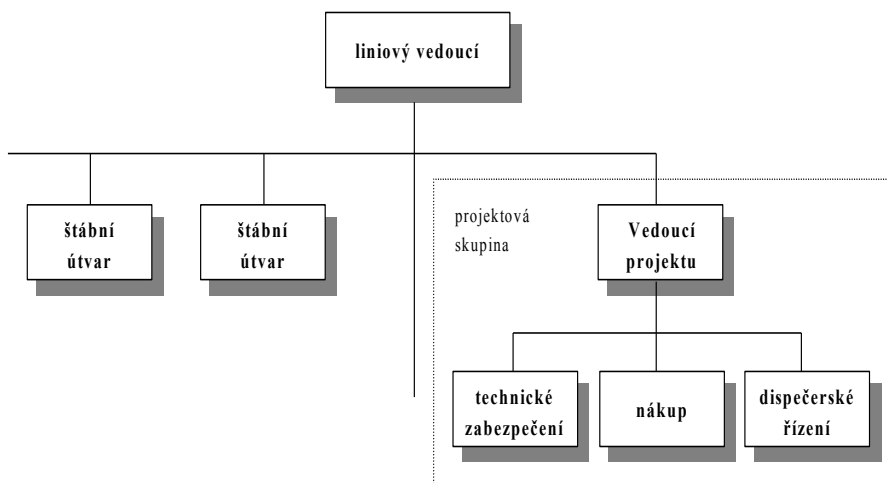 liniový vedoucí
štábní
útvar
štábní
útvar
projektová
skupina
Vedoucí
projektu
technické
zabezpečení
nákup
dispečerské
řízení